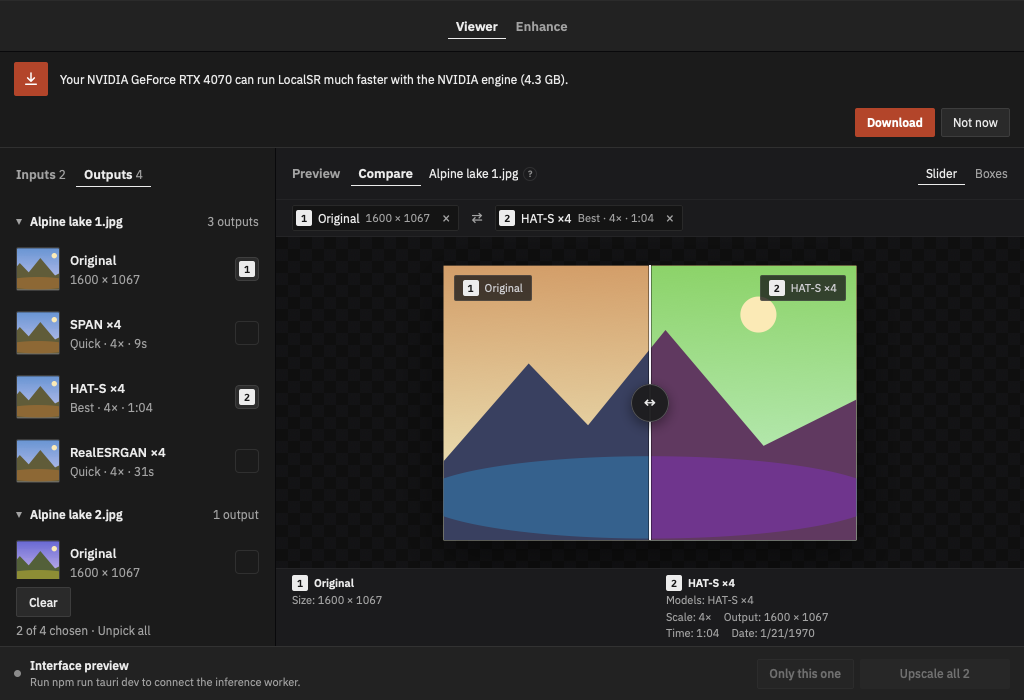 Viewer Enhance
Your NVIDIA GeForce RTX 4070 can run LocalSR much faster with the NVIDIA engine (4.3 GB).
Download Not now
Inputs 2 Outputs 4
Alpine lake 1.jpg 3 outputs
Original
1600 × 1067
1
SPAN ×4
Quick · 4× · 9s
HAT-S ×4
Best · 4× · 1:04
2
RealESRGAN ×4
Quick · 4× · 31s
Alpine lake 2.jpg 1 output
Original
1600 × 1067
Clear
2 of 4 chosen · Unpick all
Preview Compare Alpine lake 1.jpg ?
Slider Boxes
1 Original 1600 × 1067 × ⇄ 2 HAT-S ×4 Best · 4× · 1:04 ×
1 Original
2 HAT-S ×4
1 Original
Size: 1600 × 1067
2 HAT-S ×4
Models: HAT-S ×4
Scale: 4× Output: 1600 × 1067
Time: 1:04 Date: 1/21/1970
Interface preview
Run npm run tauri dev to connect the inference worker.
Only this one Upscale all 2